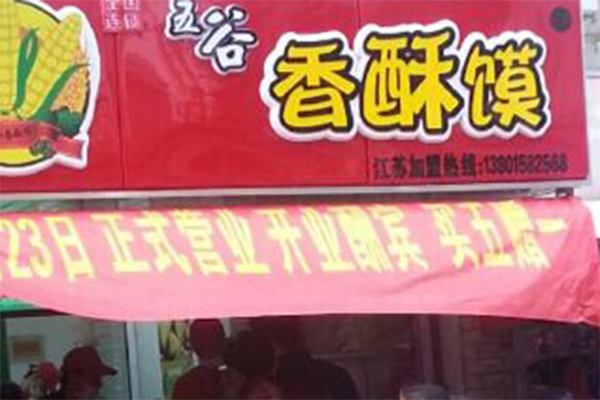 全国
连锁
五谷
香酥馍
江苏加盟热线:13801582568
23日 正式营业 开业酬宾 买五赠一